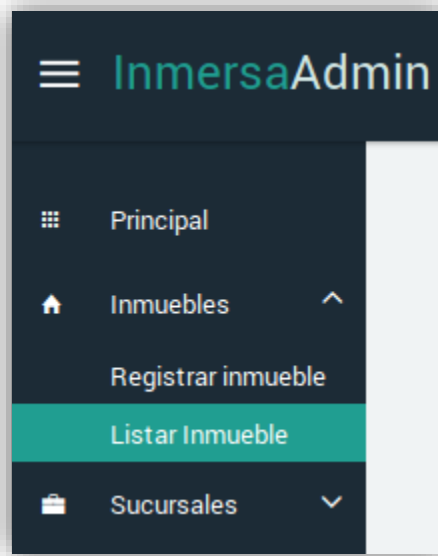 InmersaAdmin
Principal
Inmuebles
Registrar inmueble
Listar Inmueble
Sucursales